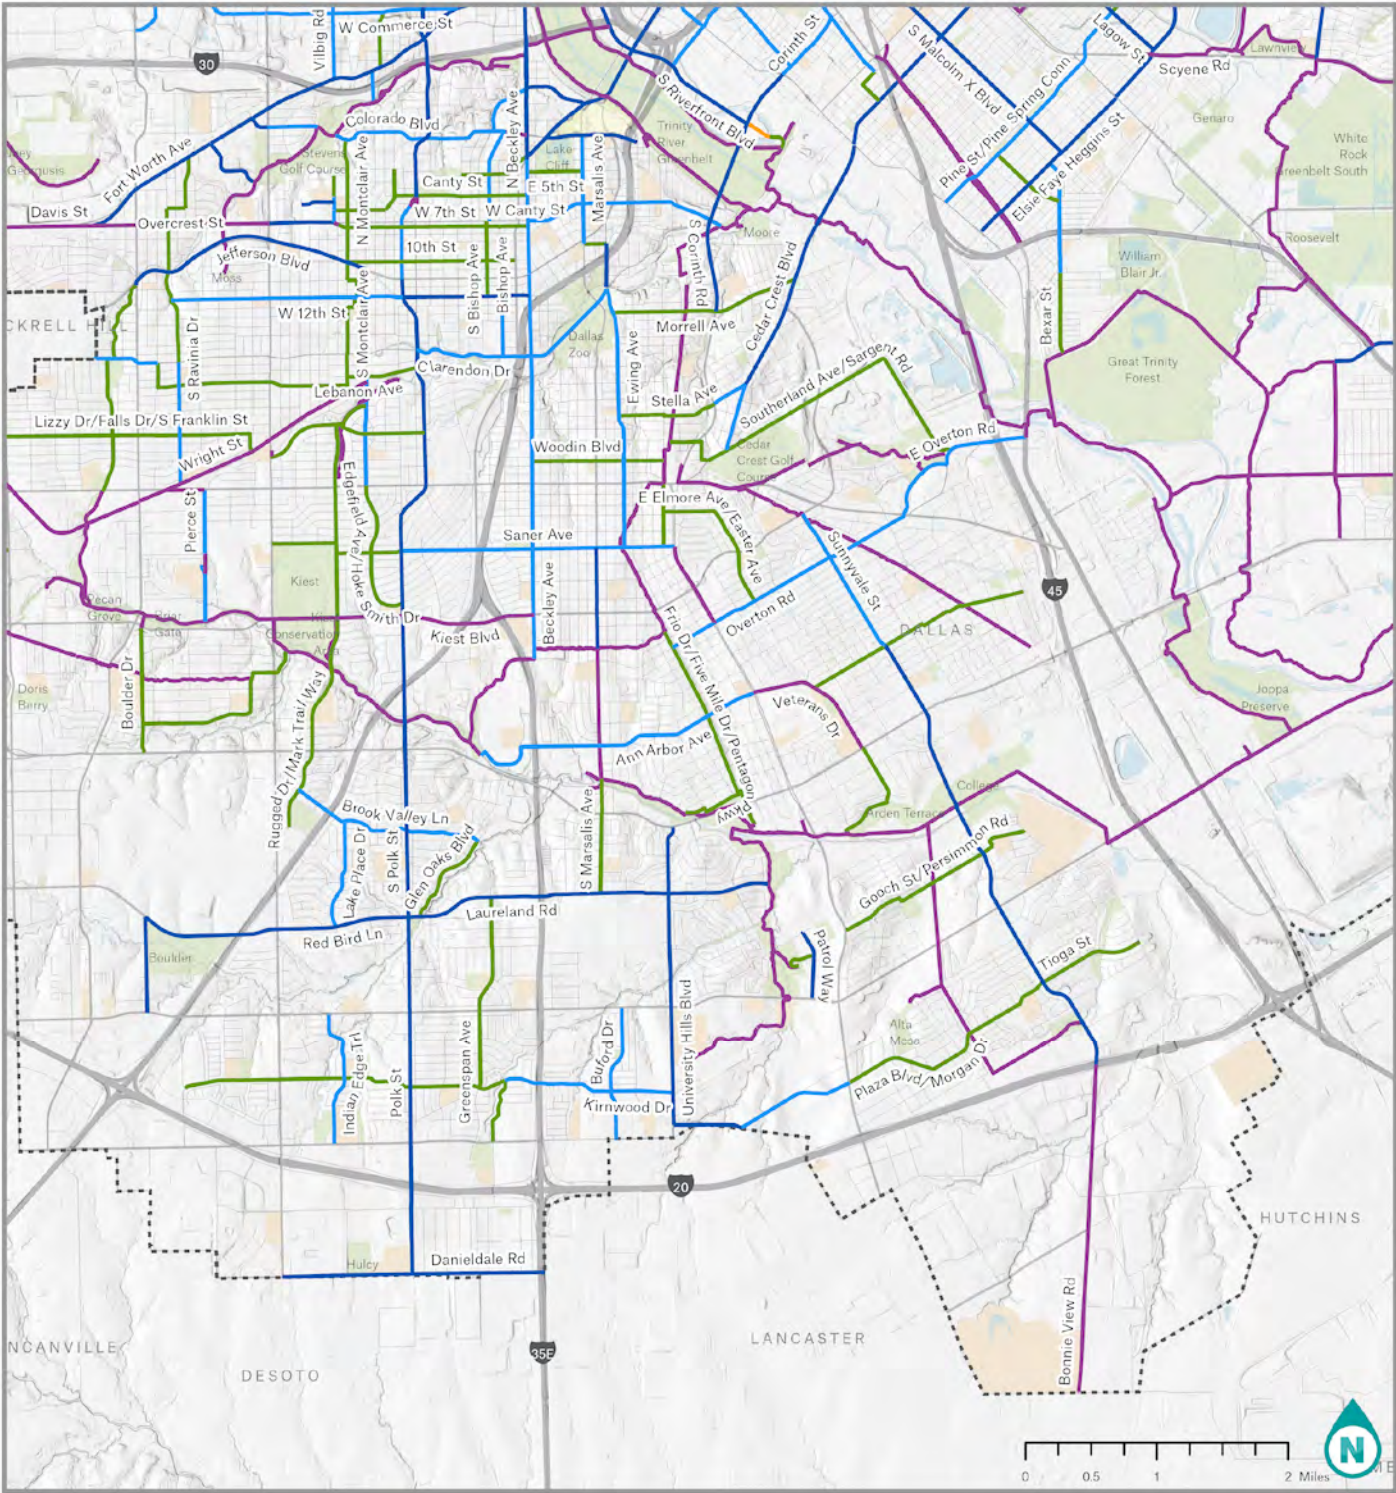 W Commerce St
Vilbig Rd
30
Corinth St
S Malcolm X Blvd
Lagow St
Scyene Rd
Lawnview
Genaro
White
Rock
Greenbelt South
Roosevelt
S Riverfront Blvd
Trinity
River
Greenbelt
Pine St/Pine Spring Conn
Elsie Faye Heggins St
Colorado Blvd
N Beckley Ave
Lake
Cliff
Marsalis Ave
Stevens
Golf Course
Fort Worth Ave
N Montclair Ave
Canty St
E 5th St
Davis St
W 7th St
W Canty St
Overcrest St
10th St
S Bishop Ave
Bishop Ave
Jefferson Blvd
Moss
S Corinth Rd
Moore
Cedar Crest Blvd
William
Blair Jr.
Bexar St
Great Trinity
Forest
CKRELL HILL
W 12th St
S Ravinia Dr
S Montclair Ave
Dallas
Zoo
Morrell Ave
Ewing Ave
Clarendon Dr
Lebanon Ave
Stella Ave
Southerland Ave/Sargent Rd
Lizzy Dr/Falls Dr/S Franklin St
Wright St
Woodin Blvd
Cedar
Crest Golf
Course
E Overton Rd
Pierce St
Edgefield Ave/Hoke Smith Dr
E Elmore Ave/Easter Ave
Saner Ave
Sunnyvale St
Kiest
Beckley Ave
45
Pecan
Grove
Briar
Gate
Kiest
Conservation
Area
Kiest Blvd
Overton Rd
DALLAS
Frio Dr/Five Mile Dr/Pentagon Pkwy
Doris
Berry
Boulder Dr
Rugged Dr/Mark Trail Way
Veterans Dr
Ann Arbor Ave
Joppa
Preserve
College
Arden Terrace
Brook Valley Ln
Lake Place Dr
S Polk St
Glen Oaks Blvd
S Marsalis Ave
Gooch St/Persimmon Rd
Laureland Rd
Red Bird Ln
Boulder
Patrol Way
Tioga St
University Hills Blvd
Alta
Mesa
Indian Edge Trl
Polk St
Greenspan Ave
Buford Dr
Kirnwood Dr
Plaza Blvd/Morgan Dr
20
HUTCHINS
Hulcy
Danieldale Rd
Bonnie View Rd
NCANVILLE
DESOTO
35E
LANCASTER
N
0 0.5 1 2 Miles